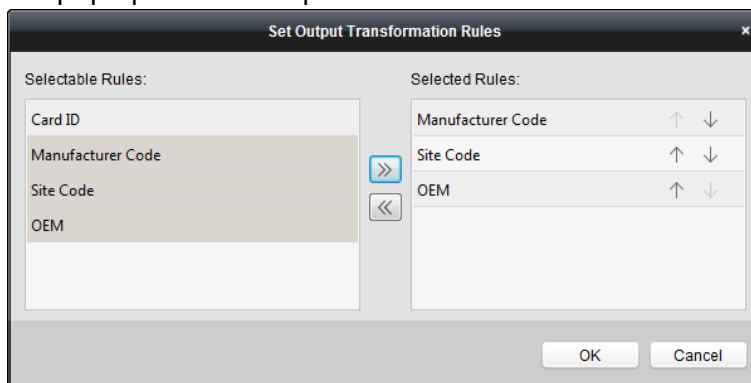 Set Output Transformation Rules ×
Selectable Rules:
Selected Rules:
Card ID
Manufacturer Code
Site Code
OEM
Manufacturer Code
Site Code
OEM
OK
Cancel